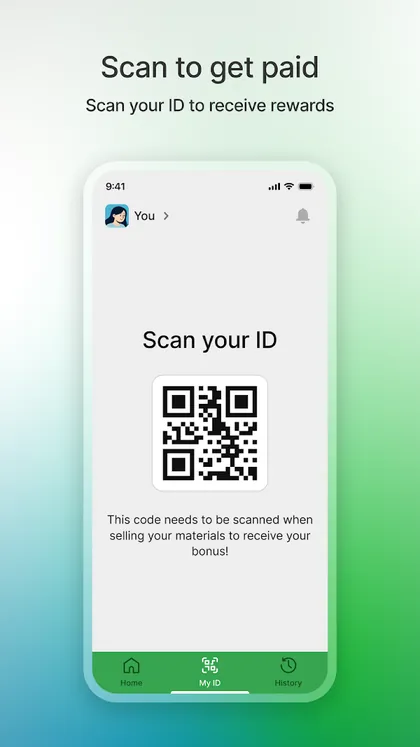 Scan to get paid
Scan your ID to receive rewards
9:41
You
Scan your ID
This code needs to be scanned when
selling your materials to receive your
bonus!
Home
My ID
History